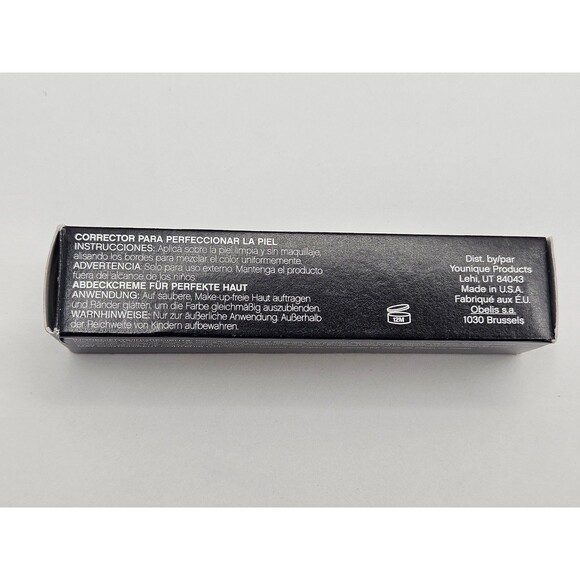 CORRECTOR PARA PERFECCIONAR LA PIEL
INSTRUCCIONES: Aplica sobre la piel limpia y sin maquillaje,
alisando los bordes para mezclar el color uniformemente.
ADVERTENCIA: Solo para uso externo. Mantenga el producto
fuera del alcance de los niños.
ABDECKCREME FÜR PERFEKTE HAUT
ANWENDUNG: Auf saubere, Make-up-freie Haut auftragen
und Ränder glätten, um die Farbe gleichmäßig auszublenden.
WARNHINWEISE: Nur zur äußerliche Anwendung. Außerhalb
der Reichweite von Kindern aufbewahren.
12M
Dist. by/par
Younique Products
Lehi, UT 84043
Made in U.S.A.
Fabriqué aux É.U.
Obelis s.a.
1030 Brussels